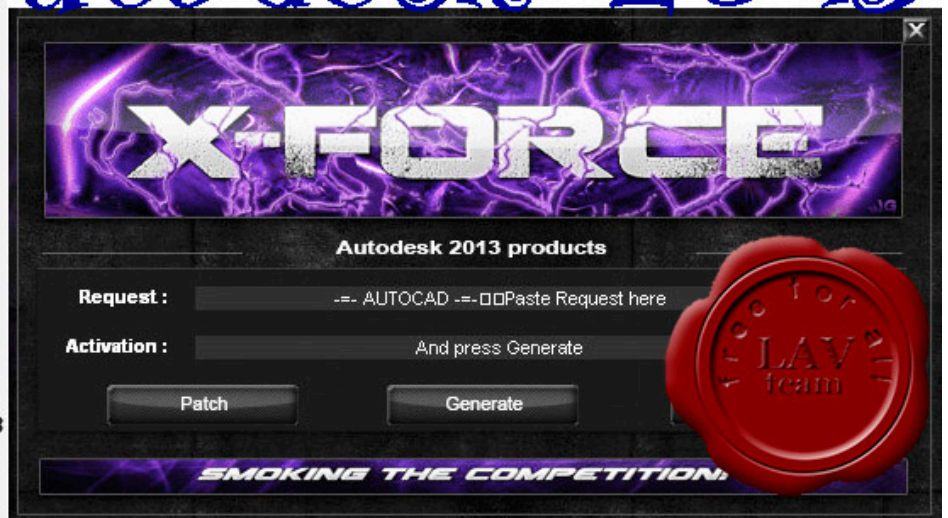 X
X-FORCE
JG
Autodesk 2013 products
Request :
-=- AUTOCAD -=-□□Paste Request here
Activation :
And press Generate
Patch
Generate
free for all
LAV
team
SMOKING THE COMPETITION!